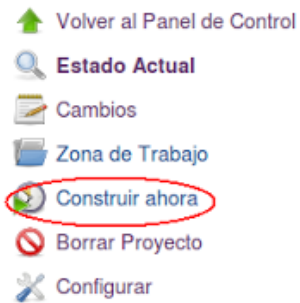 Volver al Panel de Control
Estado Actual
Cambios
Zona de Trabajo
Construir ahora
Borrar Proyecto
Configurar